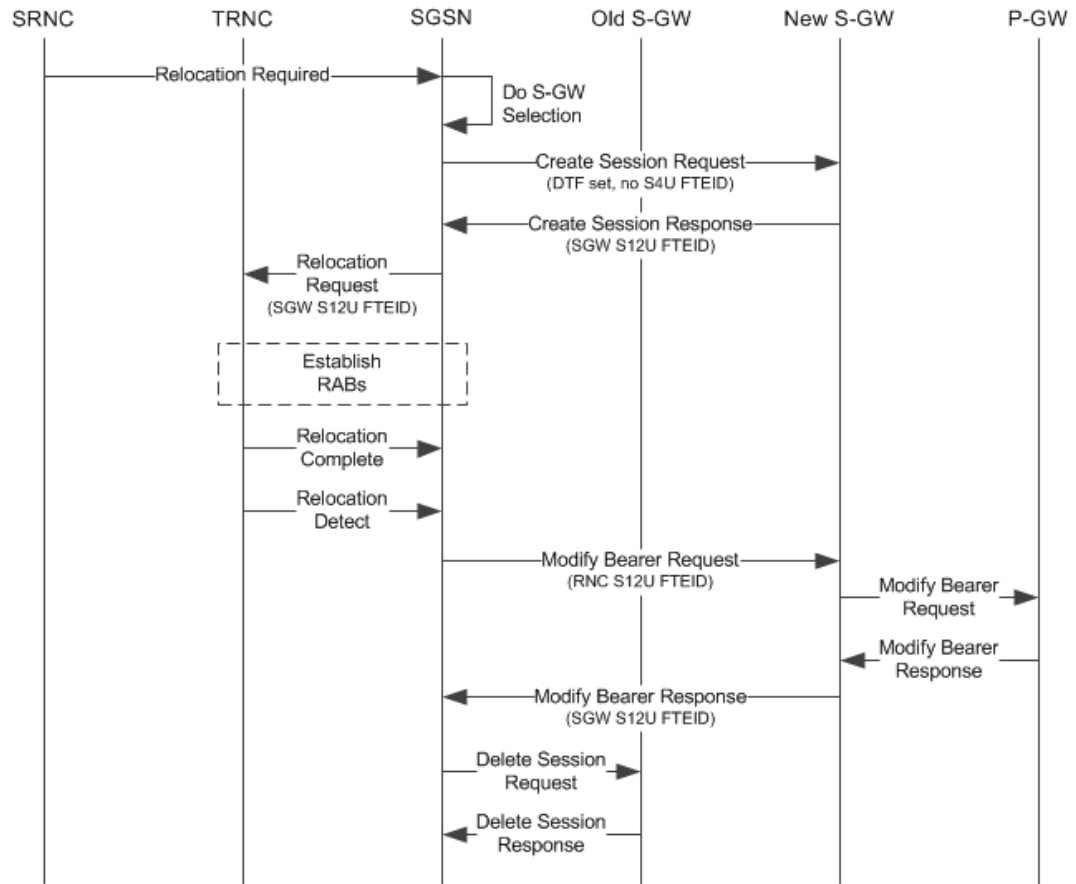 SRNC TRNC SGSN Old S-GW New S-GW P-GW
Relocation Required
Do S-GW
Selection
Create Session Request
(DTF set, no S4U FTEID)
Create Session Response
(SGW S12U FTEID)
Relocation
Request
(SGW S12U FTEID)
Establish
RABs
Relocation
Complete
Relocation
Detect
Modify Bearer Request
(RNC S12U FTEID)
Modify Bearer
Request
Modify Bearer
Response
Modify Bearer Response
(SGW S12U FTEID)
Delete Session
Request
Delete Session
Response